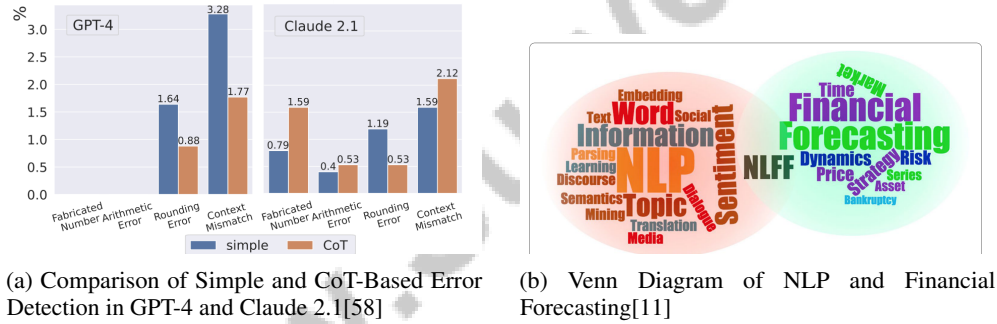 %
GPT-4
Claude 2.1
3.0
2.5
2.0
1.5
1.0
0.5
0.0
1.64
0.88
3.28
1.77
0.79
1.59
0.4
0.53
1.19
0.53
1.59
2.12
Fabricated Number
Arithmetic Error
Rounding Error
Context Mismatch
Fabricated Number
Arithmetic Error
Rounding Error
Context Mismatch
simple
CoT
(a) Comparison of Simple and CoT-Based Error
Detection in GPT-4 and Claude 2.1[58]
Embedding
Text
Word
Social
Information
Parsing
Learning
Discourse
NLP
Sentiment
Semantics
Mining
Topic
Dialogue
Translation
Media
NLFF
Market
Time
Financial
Forecasting
Dynamics
Risk
Price
Strategy
Series
Asset
Bankruptcy
(b) Venn Diagram of NLP and Financial
Forecasting[11]